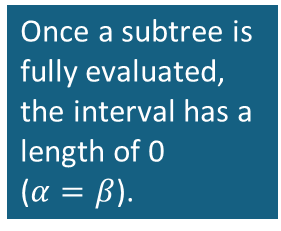 Once a subtree is
fully evaluated,
the interval has a
length of 0
(𝛼 = 𝛽).